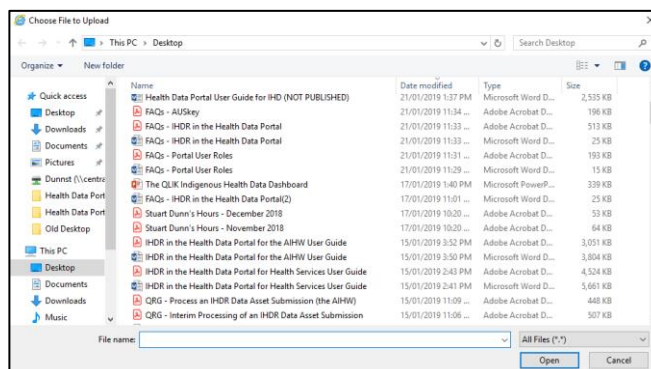 Choose File to Upload
This PC > Desktop
Search Desktop
Organize
New folder
Name Date modified Type Size
Quick access
Desktop
Downloads
Documents
Pictures
Dunnst (\\centra
Health Data Port
Health Data Port
Old Desktop
This PC
Desktop
Documents
Downloads
Music
Health Data Portal User Guide for IHD (NOT PUBLISHED) 21/01/2019 1:37 PM Microsoft Word D... 2,535 KB
FAQs - AUSkey 21/01/2019 11:34 ... Adobe Acrobat D... 196 KB
FAQs - IHDR in the Health Data Portal 21/01/2019 11:33 ... Adobe Acrobat D... 513 KB
FAQs - IHDR in the Health Data Portal 21/01/2019 11:33 ... Microsoft Word D... 25 KB
FAQs - Portal User Roles 21/01/2019 11:31 ... Adobe Acrobat D... 193 KB
FAQs - Portal User Roles 21/01/2019 11:29 ... Microsoft Word D... 15 KB
The QLIK Indigenous Health Data Dashboard 17/01/2019 1:40 PM Microsoft PowerP... 339 KB
FAQs - IHDR in the Health Data Portal(2) 17/01/2019 11:01 ... Microsoft Word D... 25 KB
Stuart Dunn's Hours - December 2018 17/01/2019 10:20 ... Adobe Acrobat D... 53 KB
Stuart Dunn's Hours - November 2018 17/01/2019 10:20 ... Adobe Acrobat D... 64 KB
IHDR in the Health Data Portal for the AIHW User Guide 15/01/2019 3:52 PM Adobe Acrobat D... 3,051 KB
IHDR in the Health Data Portal for the AIHW User Guide 15/01/2019 3:50 PM Microsoft Word D... 3,804 KB
IHDR in the Health Data Portal for Health Services User Guide 15/01/2019 2:43 PM Adobe Acrobat D... 4,524 KB
IHDR in the Health Data Portal for Health Services User Guide 15/01/2019 2:41 PM Microsoft Word D... 5,661 KB
QRG - Process an IHDR Data Asset Submission (the AIHW) 15/01/2019 11:09 ... Adobe Acrobat D... 448 KB
QRG - Interim Processing of an IHDR Data Asset Submission 15/01/2019 11:06 ... Adobe Acrobat D... 507 KB
File name:
All Files (*.*)
Open
Cancel